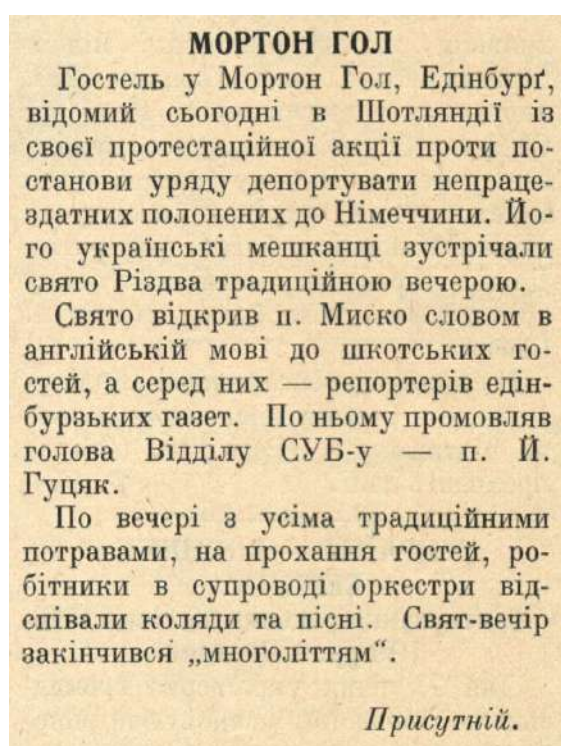 МОРТОН ГОЛ
Гостель у Мортон Гол, Едінбурґ,
відомий сьогодні в Шотляндії із
своєї протестаційної акції проти по-
станови уряду депортувати непраце-
здатних полонених до Німеччини. Йо-
го українські мешканці зустрічали
свято Різдва традиційною вечерою.
Свято відкрив п. Миско словом в
англійській мові до шкотських го-
стей, а серед них — репортерів едін-
бурзьких газет. По ньому промовляв
голова Відділу СУБ-у — п. Й.
Гуцяк.
По вечері з усіма традиційними
потравами, на прохання гостей, ро-
бітники в супроводі оркестри від-
співали коляди та пісні. Свят-вечір
закінчився „многоліттям“.
Присутній.